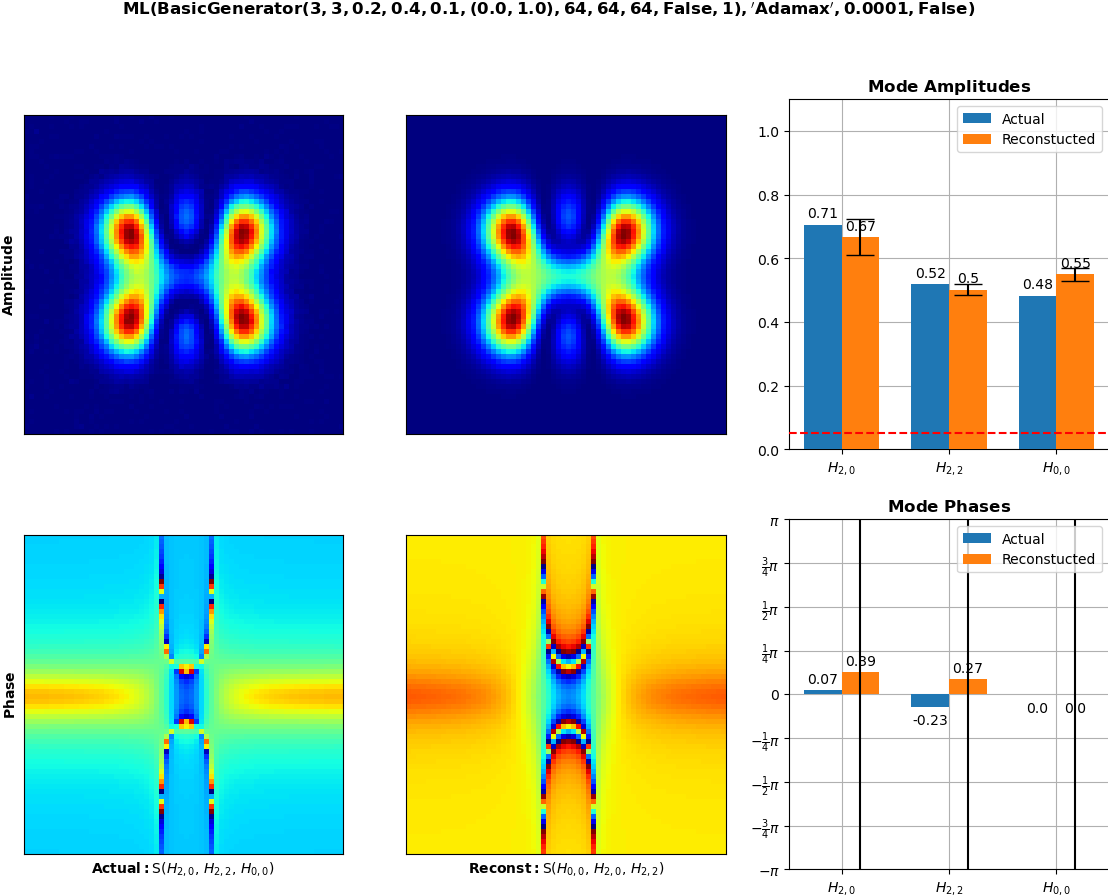 ML(BasicGenerator(3, 3, 0.2, 0.4, 0.1, (0.0, 1.0), 64, 64, 64, False, 1), 'Adamax', 0.0001, False)
Amplitude
Mode Amplitudes
Actual
Reconstucted
1.0
0.8
0.6
0.4
0.2
0.0
0.71
0.67
0.52
0.5
0.48
0.55
H2, 0
H2, 2
H0, 0
Phase
Actual: S(H2, 0, H2, 2, H0, 0)
Reconst: S(H0, 0, H2, 0, H2, 2)
Mode Phases
Actual
Reconstucted
π
3/4π
1/2π
1/4π
0
−1/4π
−1/2π
−3/4π
−π
0.07
0.39
-0.23
0.27
0.0
0.0
H2, 0
H2, 2
H0, 0